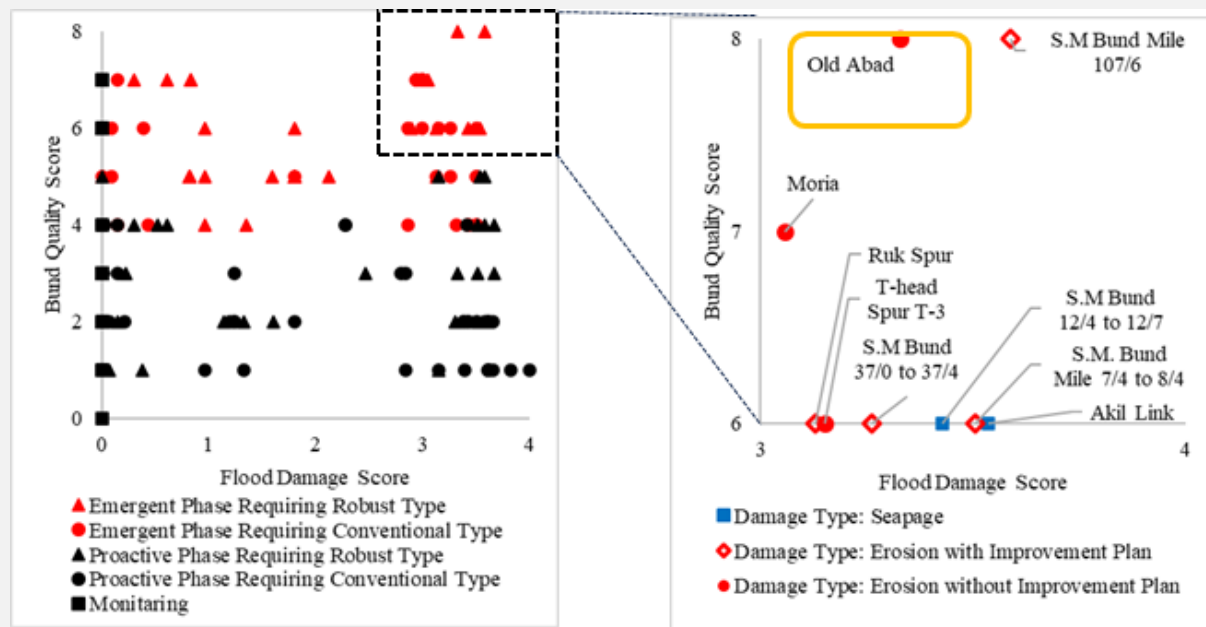 8
6
4
2
0
Bund Quality Score
0
1
2
3
4
Flood Damage Score
Emergent Phase Requiring Robust Type
Emergent Phase Requiring Conventional Type
Proactive Phase Requiring Robust Type
Proactive Phase Requiring Conventional Type
Monitaring
8
7
6
Bund Quality Score
Old Abad
S.M Bund Mile
107/6
Moria
Ruk Spur
T-head
Spur T-3
S.M Bund
37/0 to 37/4
S.M Bund
12/4 to 12/7
S.M. Bund
Mile 7/4 to 8/4
Akil Link
3
4
Flood Damage Score
Damage Type: Seepage
Damage Type: Erosion with Improvement Plan
Damage Type: Erosion without Improvement Plan